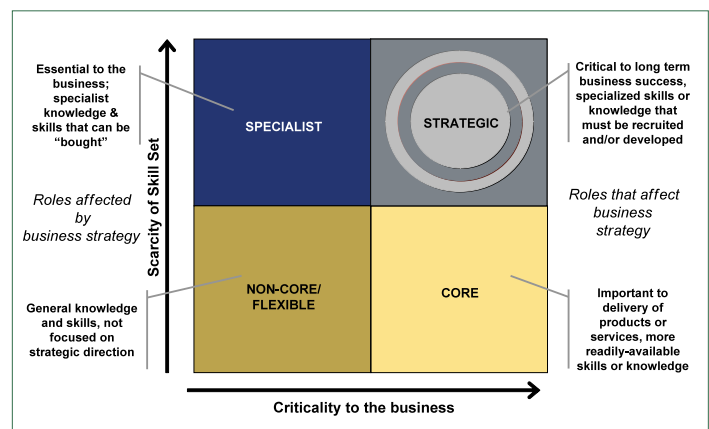 Essential to the
business;
specialist
knowledge &
skills that can be
“bought”
SPECIALIST
STRATEGIC
Critical to long term
business success,
specialized skills or
knowledge that
must be recruited
and/or developed
Roles affected
by
business strategy
Scarcity of Skill Set
Roles that affect
business
strategy
General knowledge
and skills, not
focused on
strategic direction
NON-CORE/
FLEXIBLE
CORE
Important to
delivery of
products or
services, more
readily-available
skills or knowledge
Criticality to the business